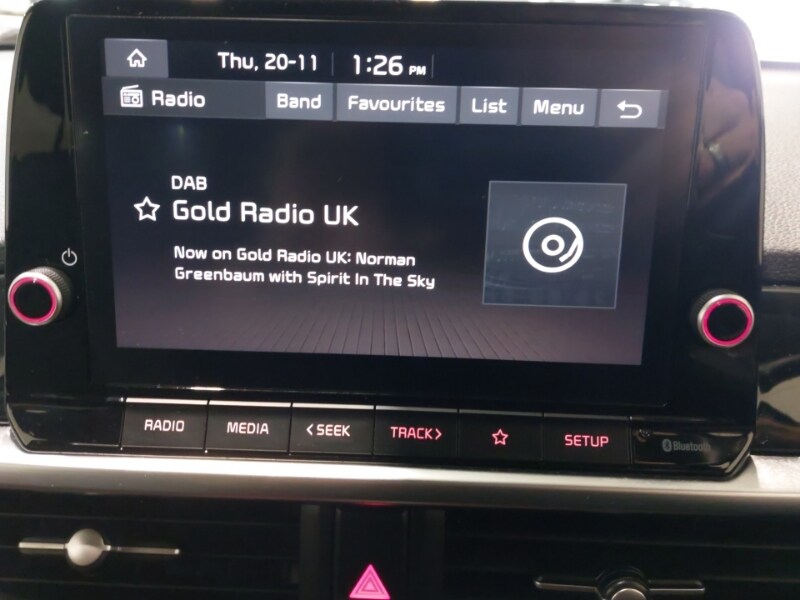 Thu, 20-11 1:26 PM
Radio Band Favourites List Menu
DAB
Gold Radio UK
Now on Gold Radio UK: Norman
Greenbaum with Spirit In The Sky
RADIO MEDIA <SEEK TRACK> SETUP
Bluetooth